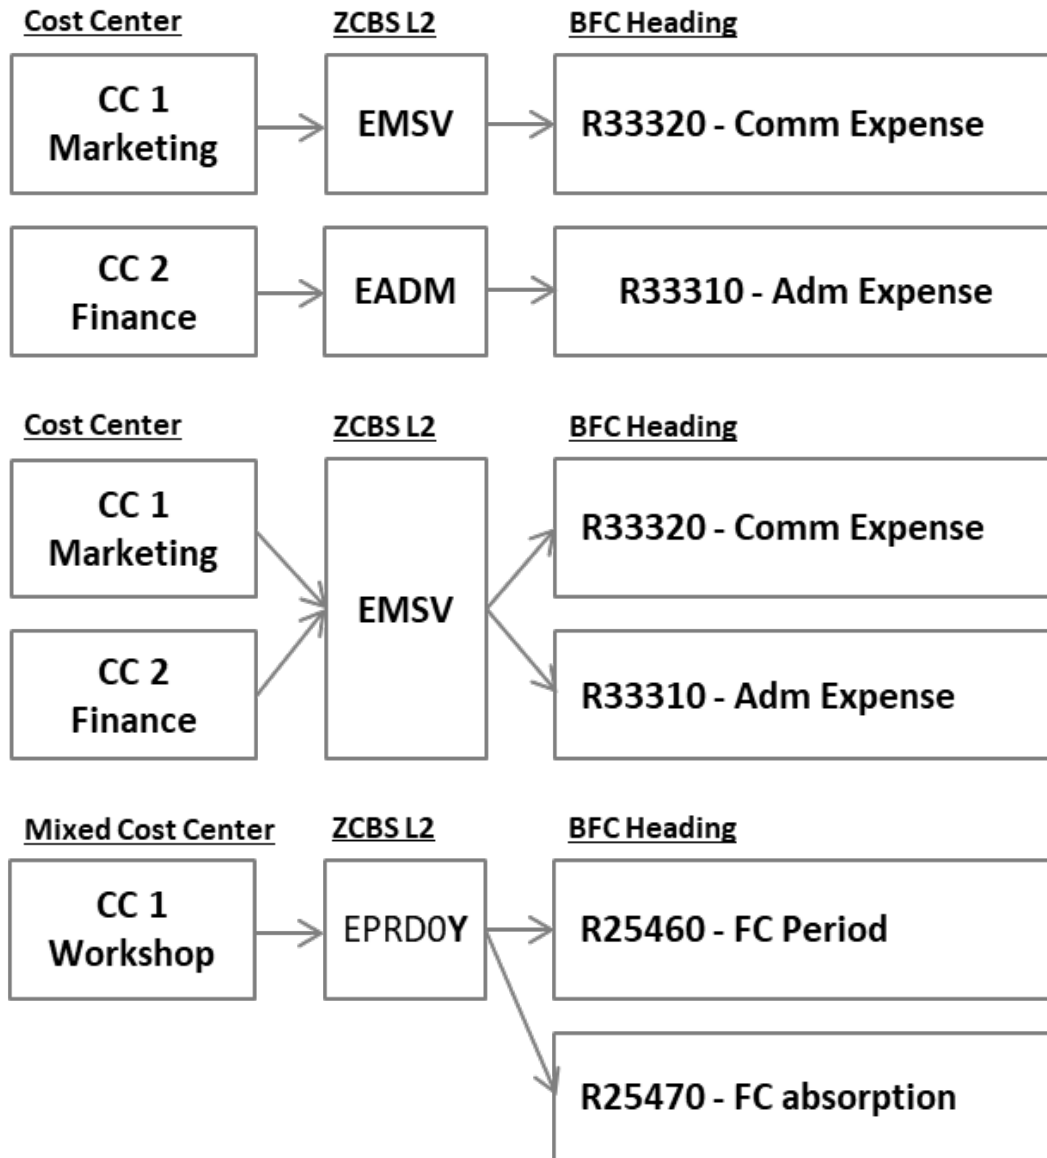 Cost Center ZCBS L2 BFC Heading
CC 1
Marketing
EMSV
R33320 - Comm Expense
CC 2
Finance
EADM
R33310 - Adm Expense
Cost Center ZCBS L2 BFC Heading
CC 1
Marketing
CC 2
Finance
EMSV
R33320 - Comm Expense
R33310 - Adm Expense
Mixed Cost Center ZCBS L2 BFC Heading
CC 1
Workshop
EPRD0Y
R25460 - FC Period
R25470 - FC absorption